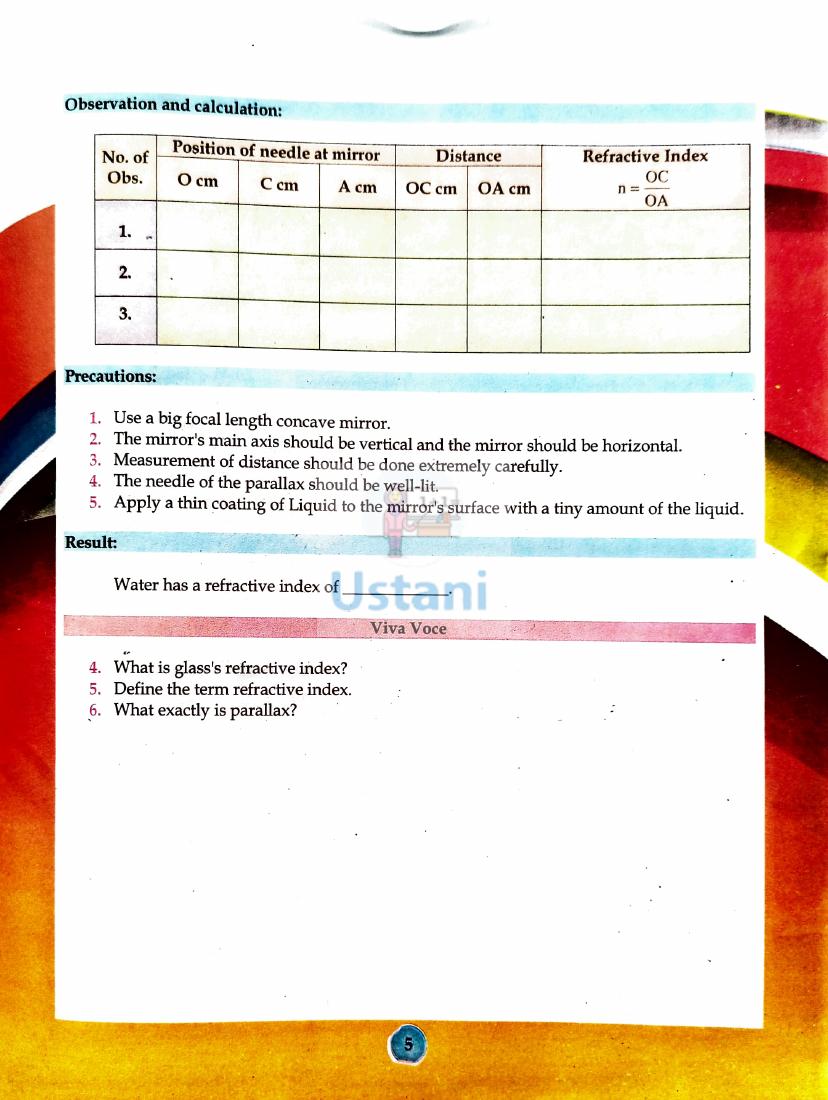 Observation and calculation:
No. of Obs. Position of needle at mirror Distance Refractive Index
O cm C cm A cm OC cm OA cm n = OC/OA
1.
2.
3.
Precautions:
1. Use a big focal length concave mirror.
2. The mirror's main axis should be vertical and the mirror should be horizontal.
3. Measurement of distance should be done extremely carefully.
4. The needle of the parallax should be well-lit.
5. Apply a thin coating of Liquid to the mirror's surface with a tiny amount of the liquid.
Result:
Water has a refractive index of ____________.
Ustani
Viva Voce
4. What is glass's refractive index?
5. Define the term refractive index.
6. What exactly is parallax?
5